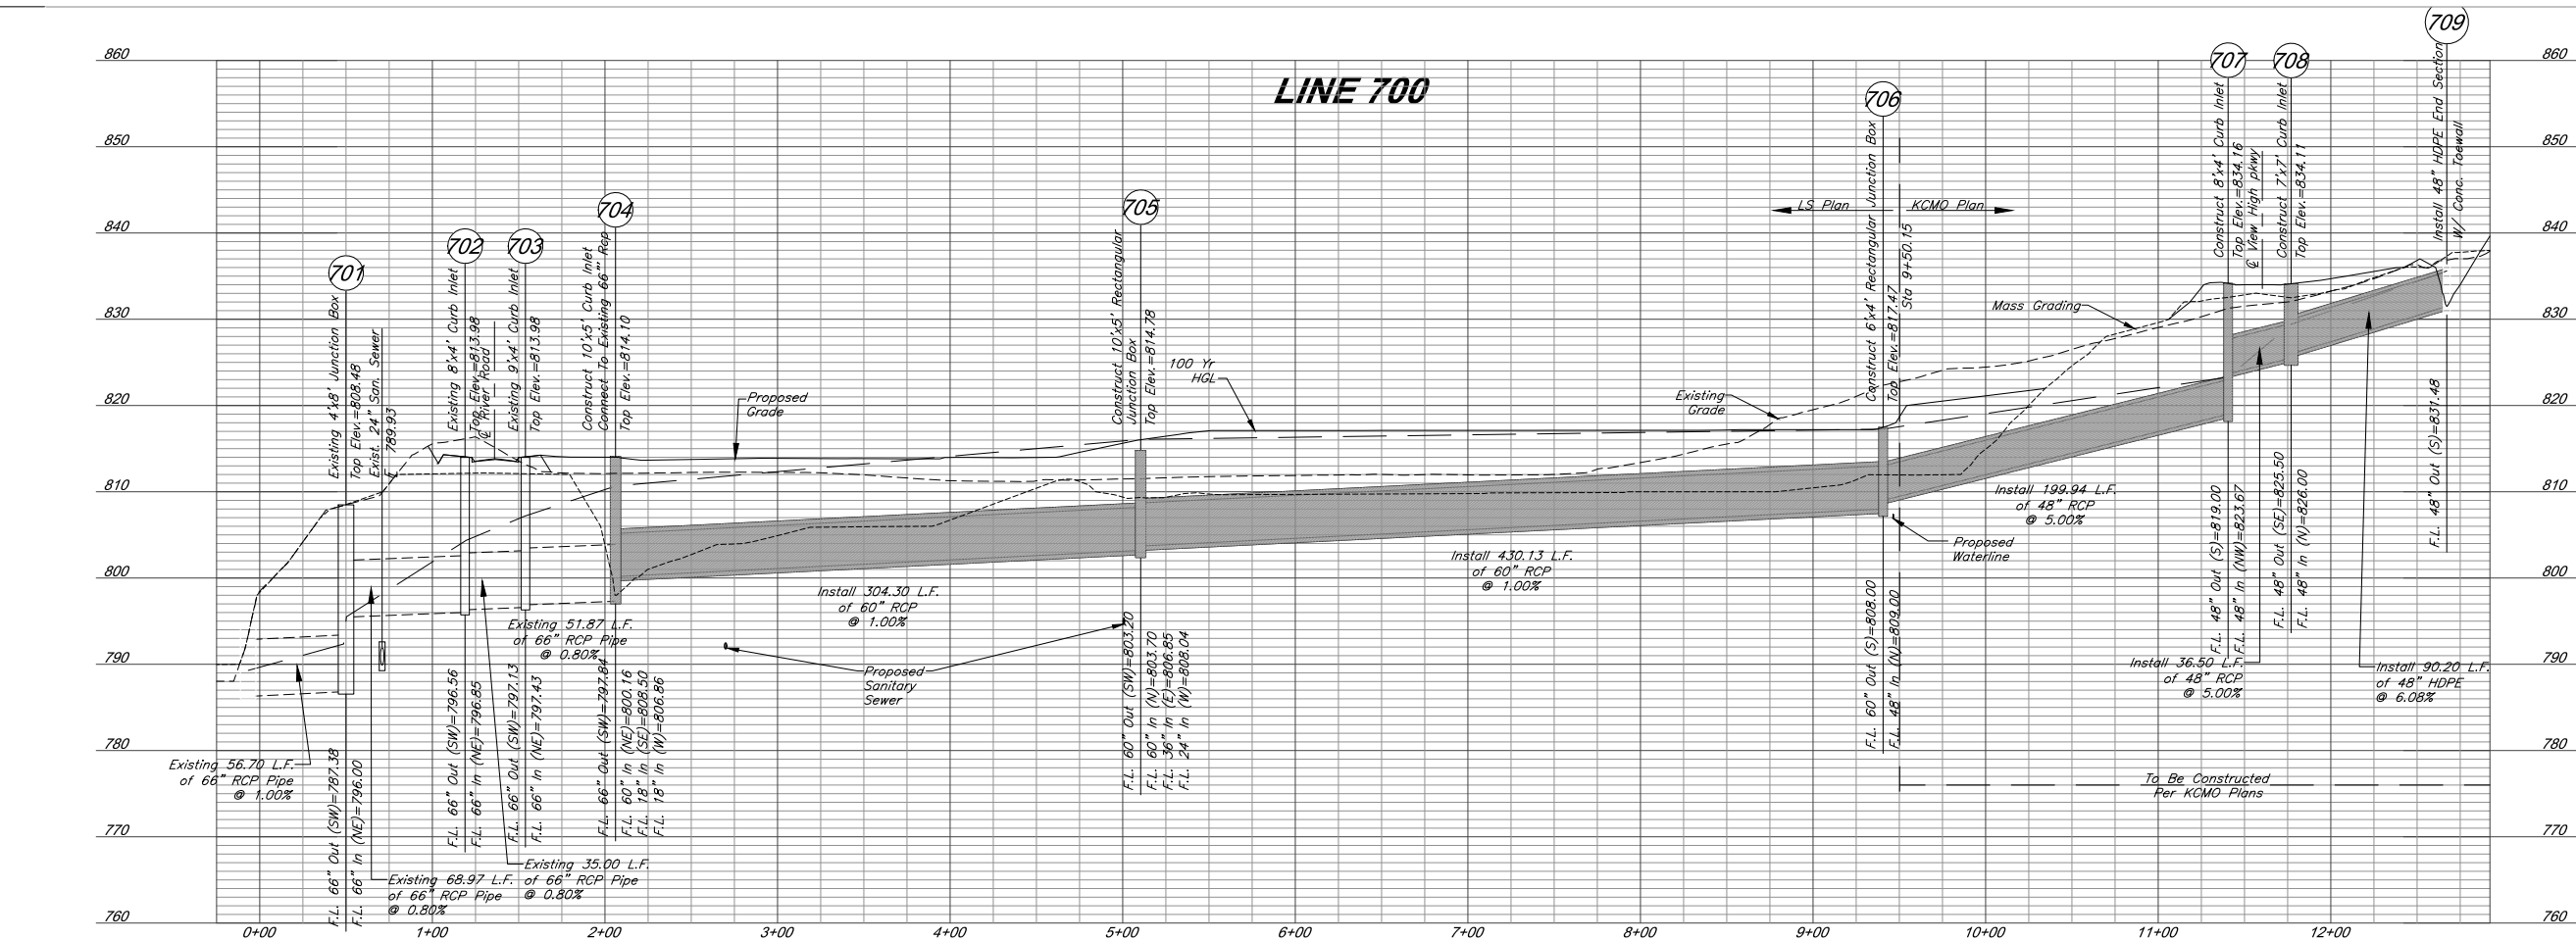 LINE 700
860
850
840
830
820
810
800
790
780
770
760
860
850
840
830
820
810
800
790
780
770
760
0+00
1+00
2+00
3+00
4+00
5+00
6+00
7+00
8+00
9+00
10+00
11+00
12+00
701
Existing 4'x8' Junction Box
Top Elev.=808.48
Exist. 24" San. Sewer
789.93
702
Existing 8'x4' Curb Inlet
Top Elev.=813.98
℄ River Road
703
Existing 9'x4' Curb Inlet
Top Elev.=813.98
704
Construct 10'x5' Curb Inlet
Connect To Existing 66" Rcp
Top Elev.=814.10
705
Construct 10'x5' Rectangular
Junction Box
Top Elev.=814.78
706
Construct 6'x4' Rectangular Junction Box
Top Elev.=817.47
Sta 9+50.15
LS Plan
KCMO Plan
707
Construct 8'x4' Curb Inlet
Top Elev.=834.16
℄ View High pkwy
708
Construct 7'x7' Curb Inlet
Top Elev.=834.11
709
Install 48" HDPE End Section
W/ Conc. Toewall
Proposed
Grade
100 Yr
HGL
Existing
Grade
Mass Grading
Proposed
Waterline
Proposed
Sanitary
Sewer
Existing 56.70 L.F.
of 66" RCP Pipe
@ 1.00%
Existing 68.97 L.F.
of 66" RCP Pipe
@ 0.80%
Existing 35.00 L.F.
of 66" RCP Pipe
@ 0.80%
Existing 51.87 L.F.
of 66" RCP Pipe
@ 0.80%
Install 304.30 L.F.
of 60" RCP
@ 1.00%
Install 430.13 L.F.
of 60" RCP
@ 1.00%
Install 199.94 L.F.
of 48" RCP
@ 5.00%
Install 36.50 L.F.
of 48" RCP
@ 5.00%
Install 90.20 L.F.
of 48" HDPE
@ 6.08%
F.L. 66" Out (SW)=787.38
F.L. 66" In (NE)=796.00
F.L. 66" Out (SW)=796.56
F.L. 66" In (NE)=796.85
F.L. 66" Out (SW)=797.13
F.L. 66" In (NE)=797.43
F.L. 66" Out (SW)=797.84
F.L. 60" In (NE)=800.16
F.L. 18" In (SE)=808.50
F.L. 18" In (W)=806.86
F.L. 60" Out (SW)=803.20
F.L. 60" In (N)=803.70
F.L. 36" In (E)=806.85
F.L. 24" In (W)=808.04
F.L. 60" Out (S)=808.00
F.L. 48" In (N)=809.00
F.L. 48" Out (S)=819.00
F.L. 48" In (NW)=823.67
F.L. 48" Out (SE)=825.50
F.L. 48" In (N)=826.00
F.L. 48" Out (S)=831.48
To Be Constructed
Per KCMO Plans